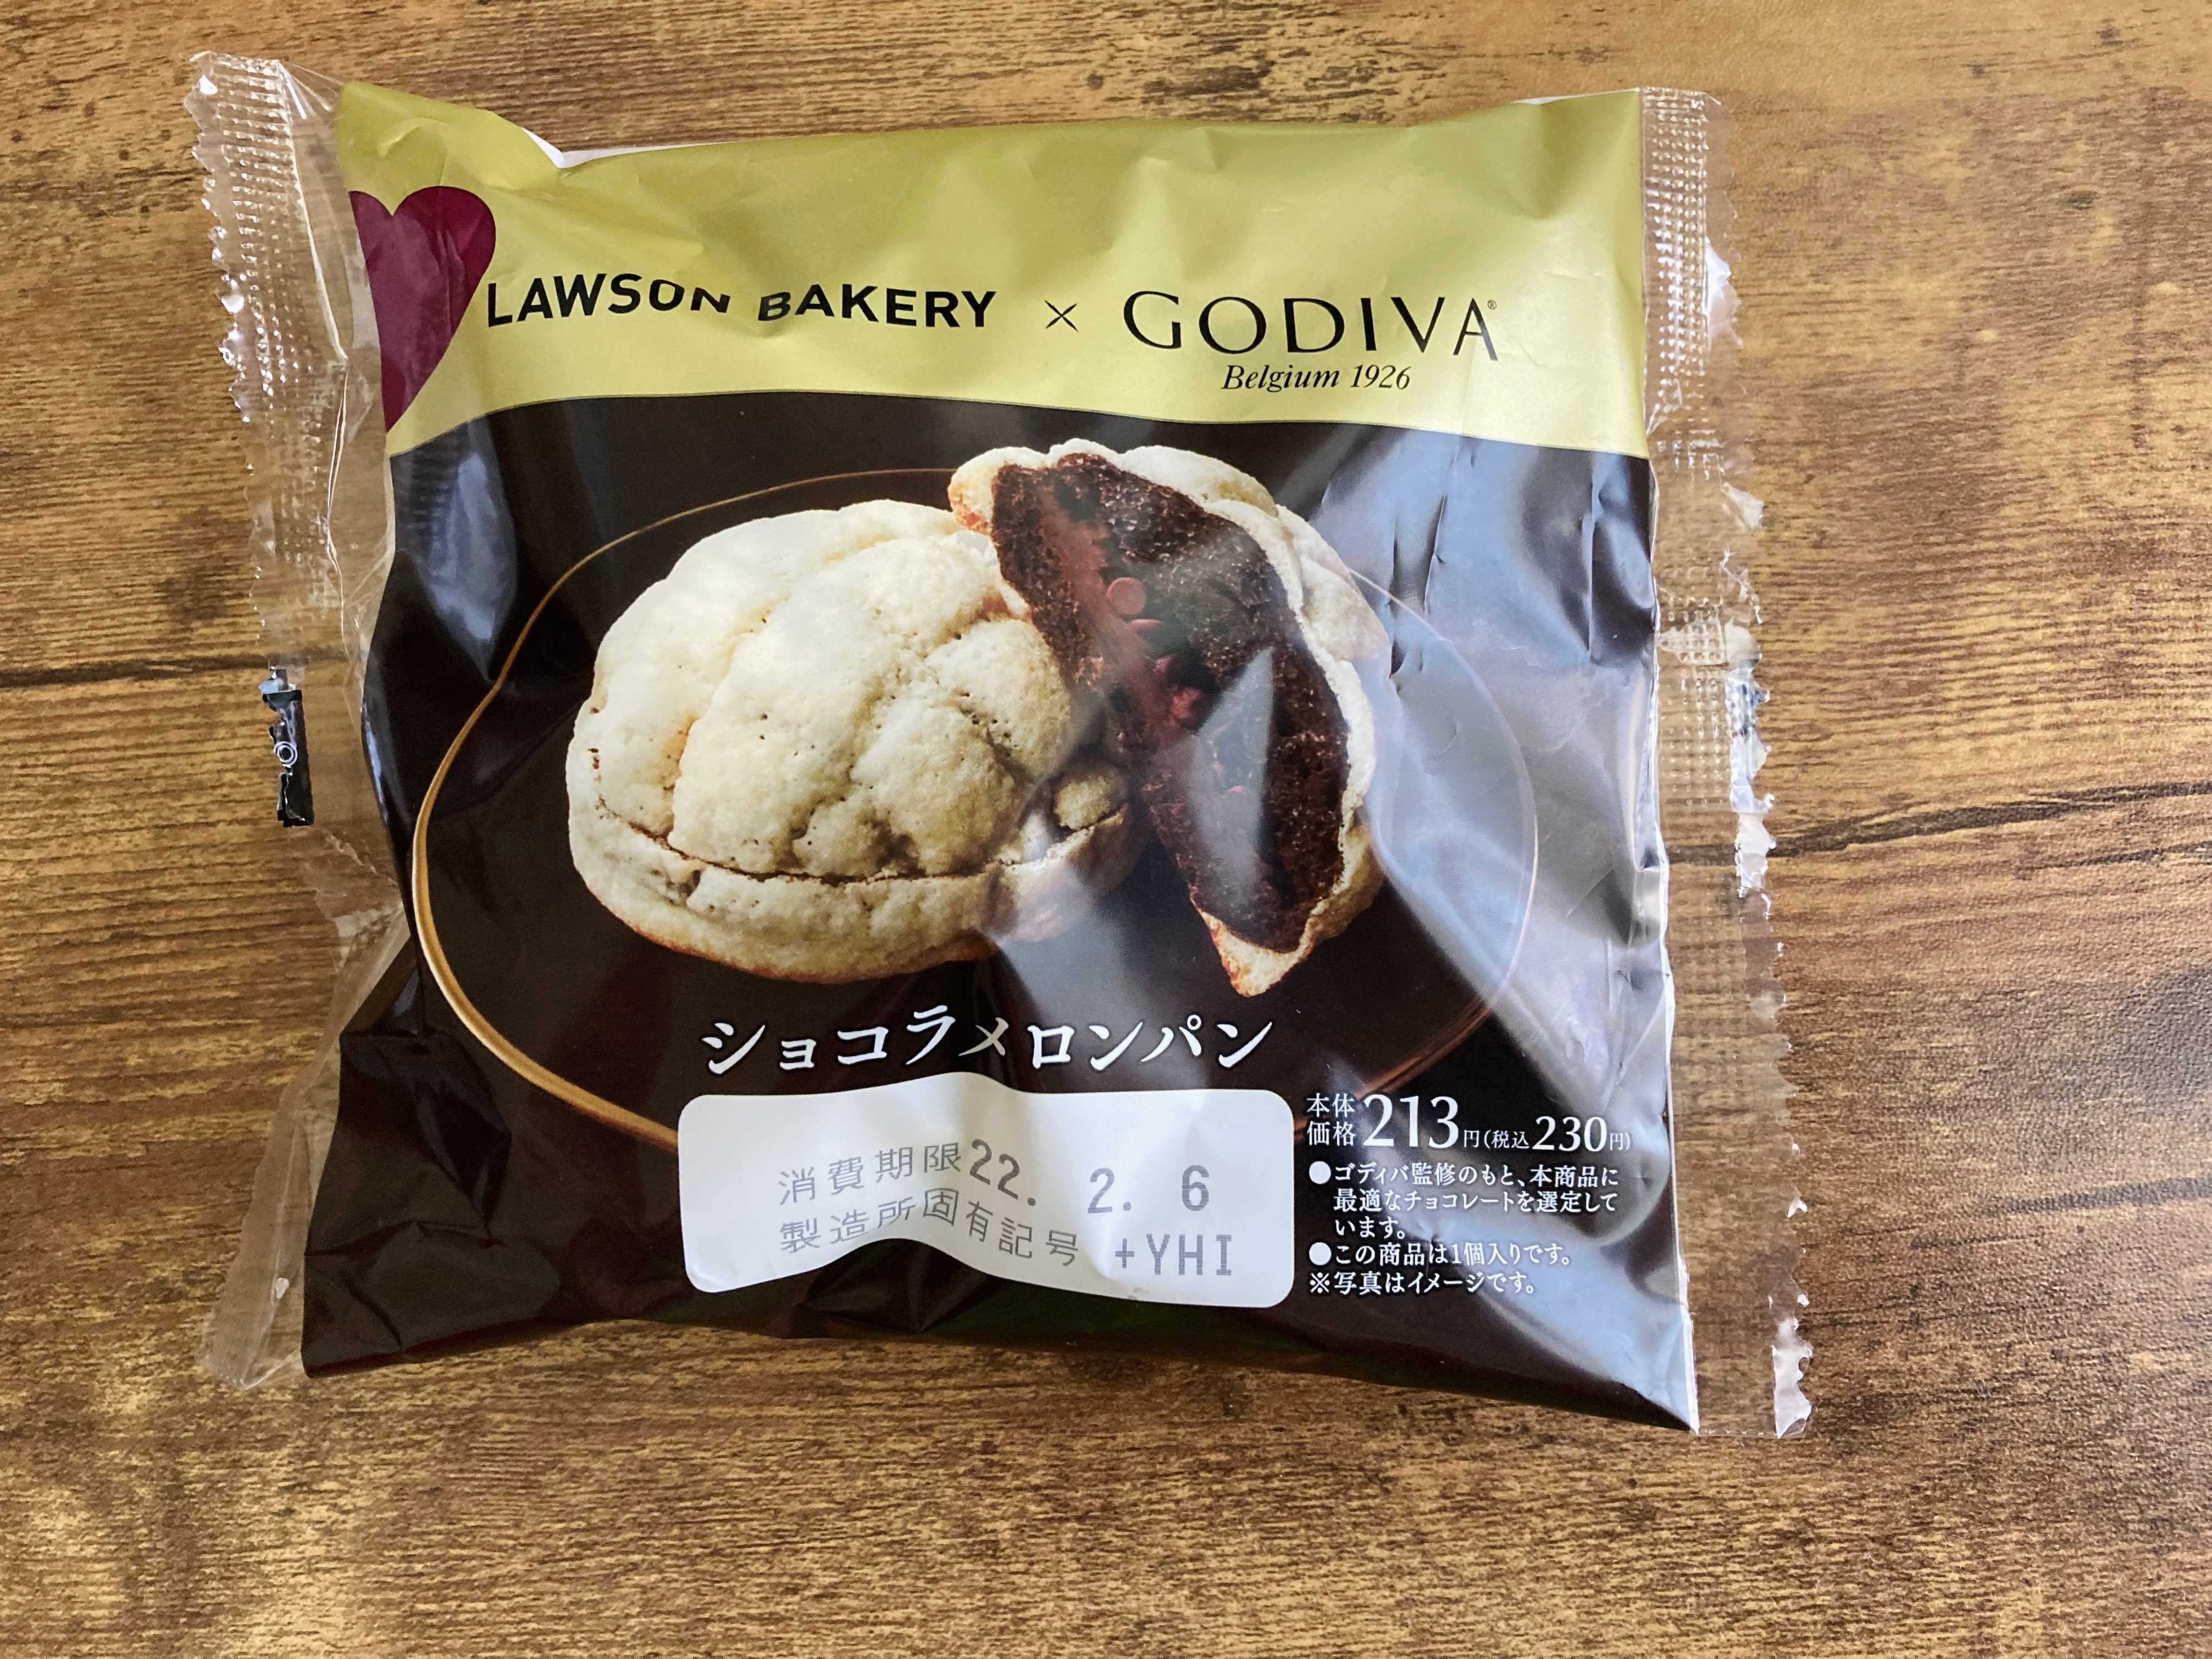 LAWSON BAKERY × GODIVA®
Belgium 1926
ショコラメロンパン
消費期限22. 2. 6
製造所固有記号 +YHI
本体価格213円(税込230円)
●ゴディバ監修のもと、本商品に
最適なチョコレートを選定して
います。
●この商品は1個入りです。
※写真はイメージです。